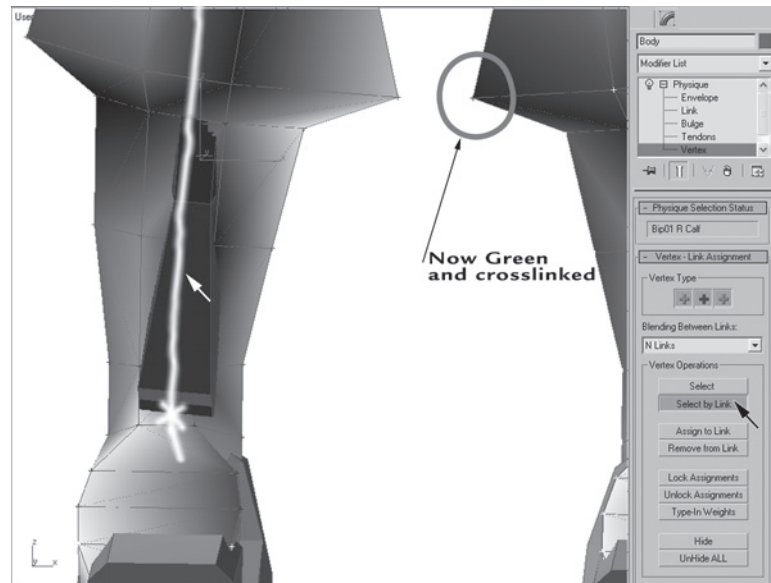 User
Now Green
and crosslinked
z
x
y
Body
Modifier List
Physique
Envelope
Link
Bulge
Tendons
Vertex
- Physique Selection Status
Bip01 R Calf
- Vertex - Link Assignment
Vertex Type
Blending Between Links:
N Links
Vertex Operations
Select
Select by Link
Assign to Link
Remove from Link
Lock Assignments
Unlock Assignments
Type-In Weights
Hide
UnHide ALL